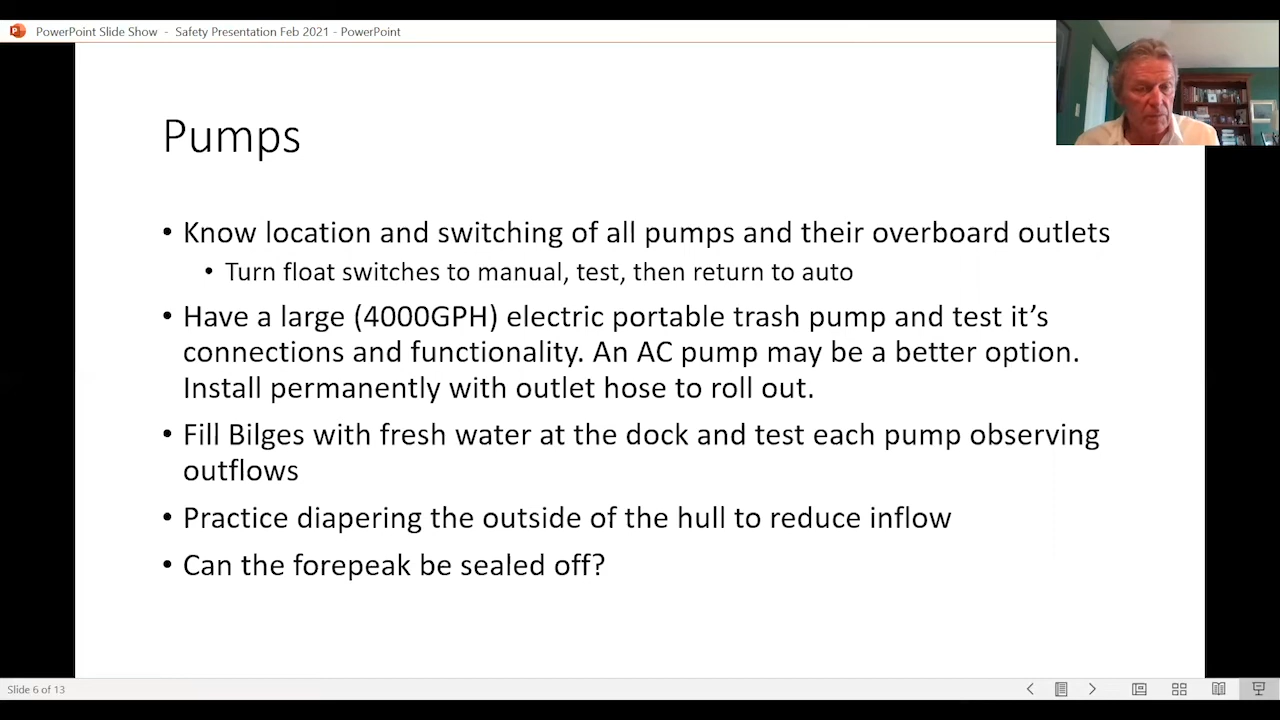 PowerPoint Slide Show - Safety Presentation Feb 2021 - PowerPoint
Pumps
• Know location and switching of all pumps and their overboard outlets
• Turn float switches to manual, test, then return to auto
• Have a large (4000GPH) electric portable trash pump and test it’s
connections and functionality. An AC pump may be a better option.
Install permanently with outlet hose to roll out.
• Fill Bilges with fresh water at the dock and test each pump observing
outflows
• Practice diapering the outside of the hull to reduce inflow
• Can the forepeak be sealed off?
Slide 6 of 13